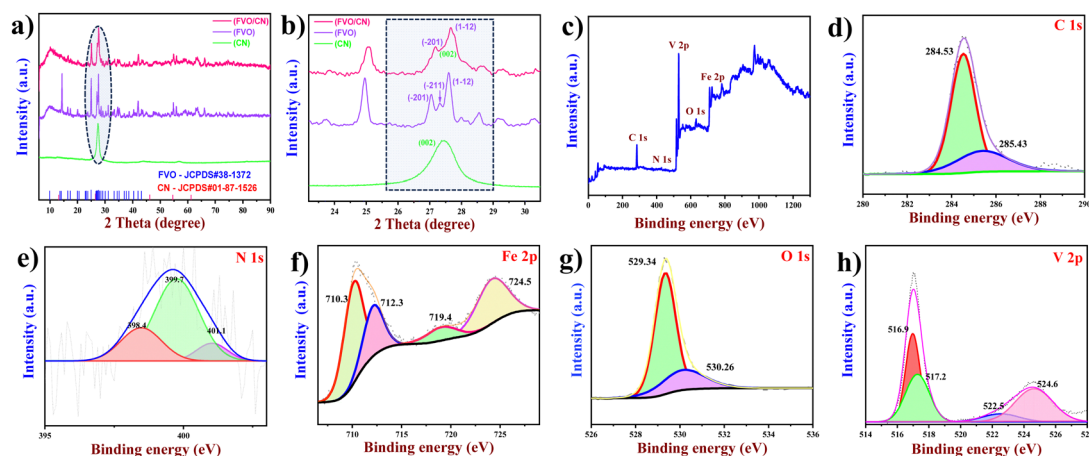 a)
(FVO/CN)
(FVO)
(CN)
Intensity (a.u.)
FVO - JCPDS#38-1372
CN - JCPDS#01-87-1526
10 20 30 40 50 60 70 80 90
2 Theta (degree)
b)
(FVO/CN)
(FVO)
(CN)
(-201)
(002)
(1-12)
(-201)
(-211)
(1-12)
(002)
Intensity (a.u.)
24 26 28 30
2 Theta (degree)
c)
V 2p
Fe 2p
O 1s
C 1s
N 1s
Intensity (a.u.)
0 200 400 600 800 1000 1200
Binding energy (eV)
d)
C 1s
284.53
285.43
Intensity (a.u.)
280 282 284 286 288 290
Binding energy (eV)
e)
N 1s
399.7
398.4
401.1
Intensity (a.u.)
395 400
Binding energy (eV)
f)
Fe 2p
710.3
712.3
719.4
724.5
Intensity (a.u.)
710 715 720 725
Binding energy (eV)
g)
O 1s
529.34
530.26
Intensity (a.u.)
526 528 530 532 534 536
Binding energy (eV)
h)
V 2p
516.9
517.2
522.5
524.6
Intensity (a.u.)
514 516 518 520 522 524 526
Binding energy (eV)